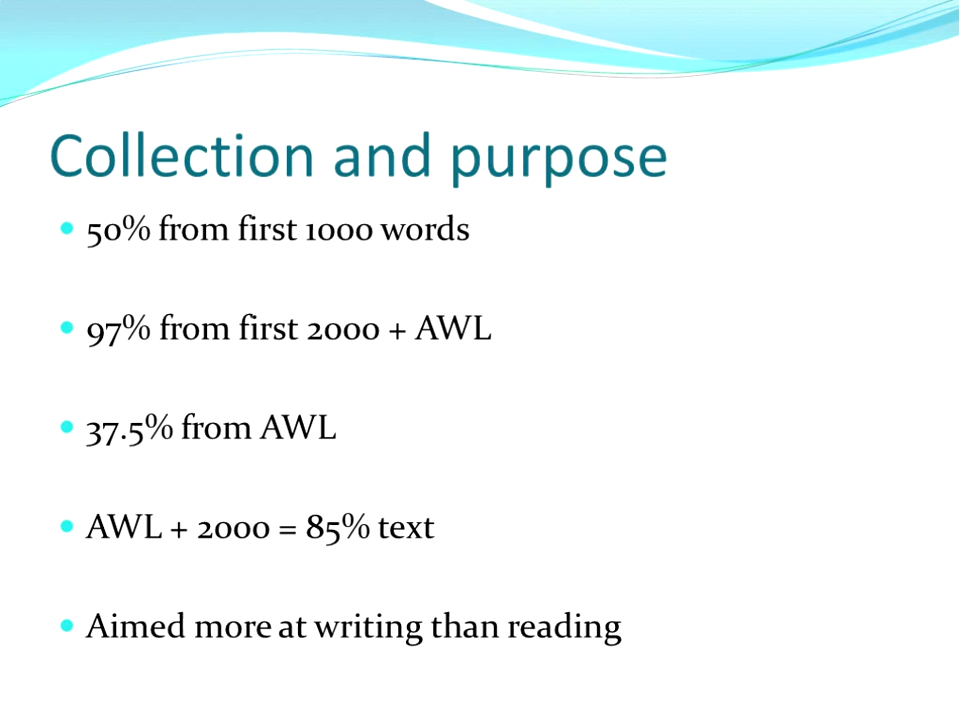 Collection and purpose
50% from first 1000 words
97% from first 2000 + AWL
37.5% from AWL
AWL + 2000 = 85% text
Aimed more at writing than reading